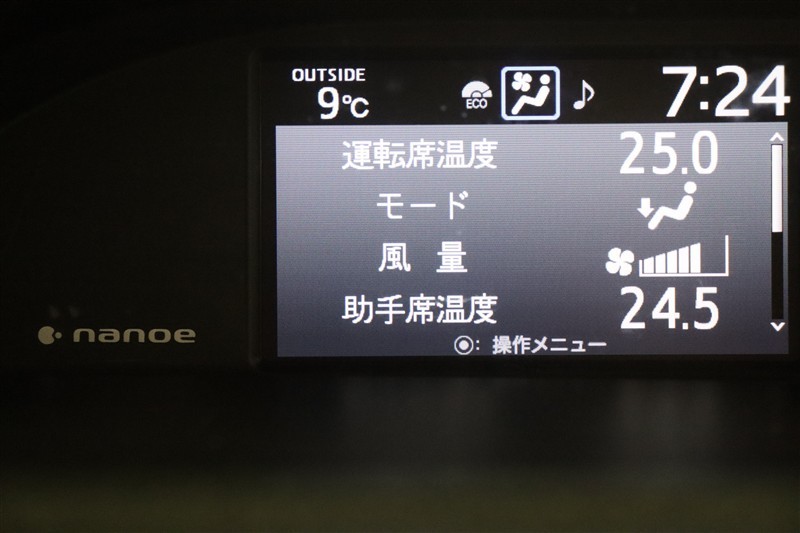 OUTSIDE
9℃
ECO
7:24
運転席温度 25.0
モード
風 量
助手席温度 24.5
: 操作メニュー
nanoe